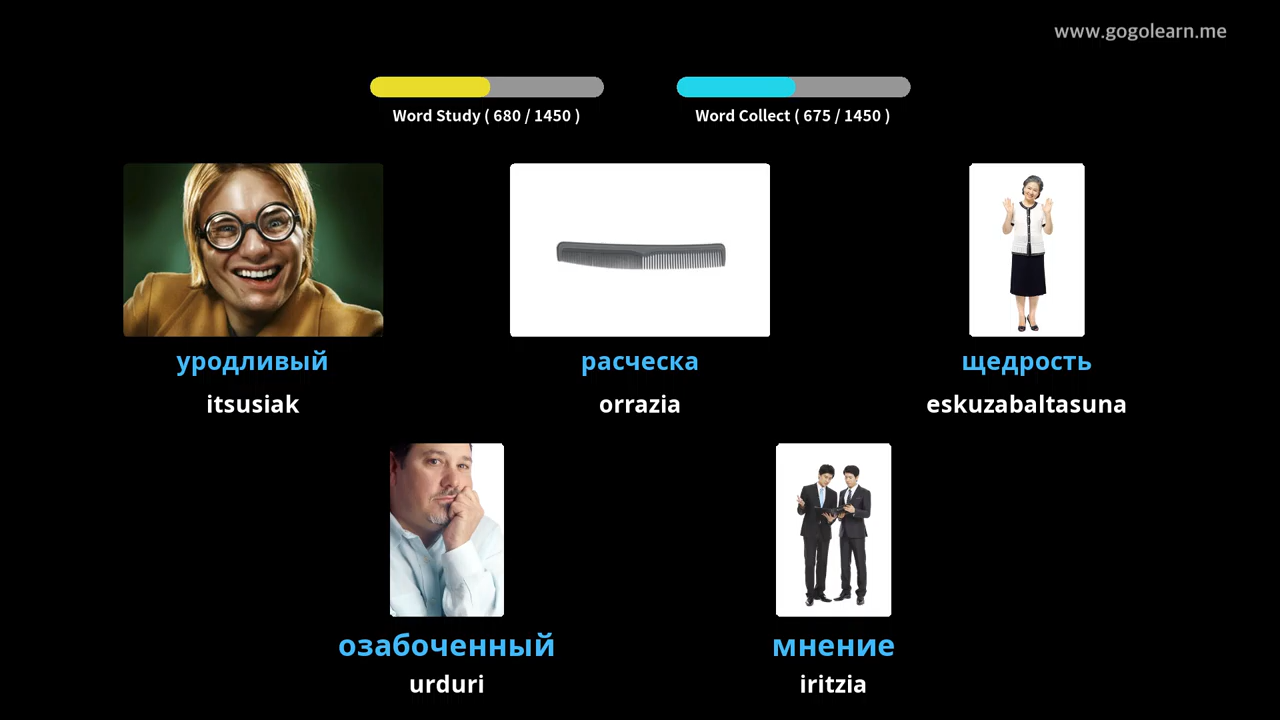 www.gogolearn.me
Word Study ( 680 / 1450 )
Word Collect ( 675 / 1450 )
уродливый
расческа
щедрость
itsusiak
orrazia
eskuzabaltasuna
озабоченный
мнение
urduri
iritzia